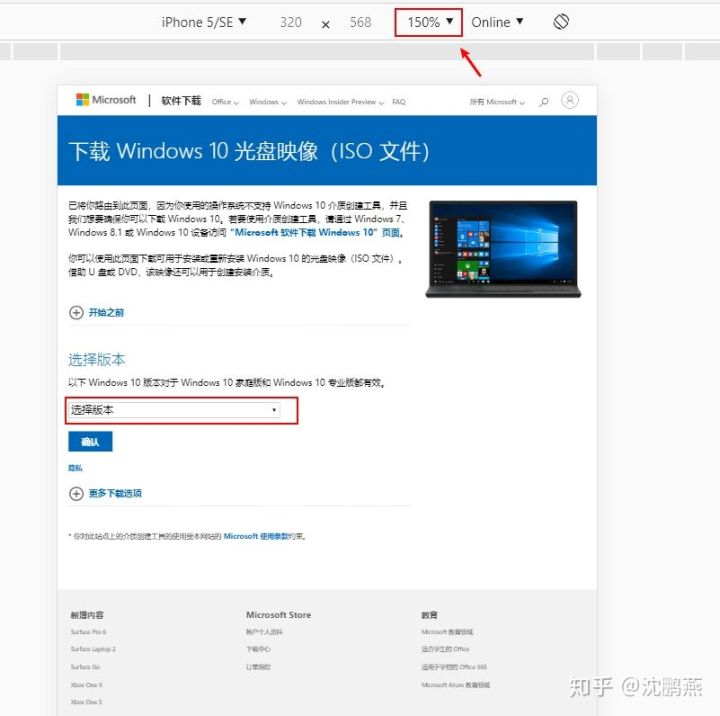 iPhone 5/SE ▼ 320 × 568 150% ▼ Online ▼
Microsoft | 软件下载 Office Windows Windows Insider Preview FAQ 所有 Microsoft
下载 Windows 10 光盘映像（ISO 文件）
已将你路由到此页面，因为你使用的操作系统不支持 Windows 10 介质创建工具，并且
我们想要确保你可以下载 Windows 10。若要使用介质创建工具，请通过 Windows 7、
Windows 8.1 或 Windows 10 设备访问“Microsoft 软件下载 Windows 10”页面。
你可以使用此页面下载可用于安装或重新安装 Windows 10 的光盘映像（ISO 文件）。
借助 U 盘或 DVD，该映像还可以用于创建安装介质。
开始之前
选择版本
以下 Windows 10 版本对于 Windows 10 家庭版和 Windows 10 专业版都有效。
选择版本
确认
隐私
更多下载选项
* 你对此站点上的介质创建工具的使用受本网站的 Microsoft 使用条款约束。
新增内容 Microsoft Store 教育
Surface Pro 6 帐户个人资料 Microsoft 教育领域
Surface Laptop 2 下载中心 适合学生的 Office
Surface Go 订单跟踪 适用于学校的 Office 365
Xbox One X Microsoft Azure 教育领域
Xbox One S
知乎 @沈鹏燕